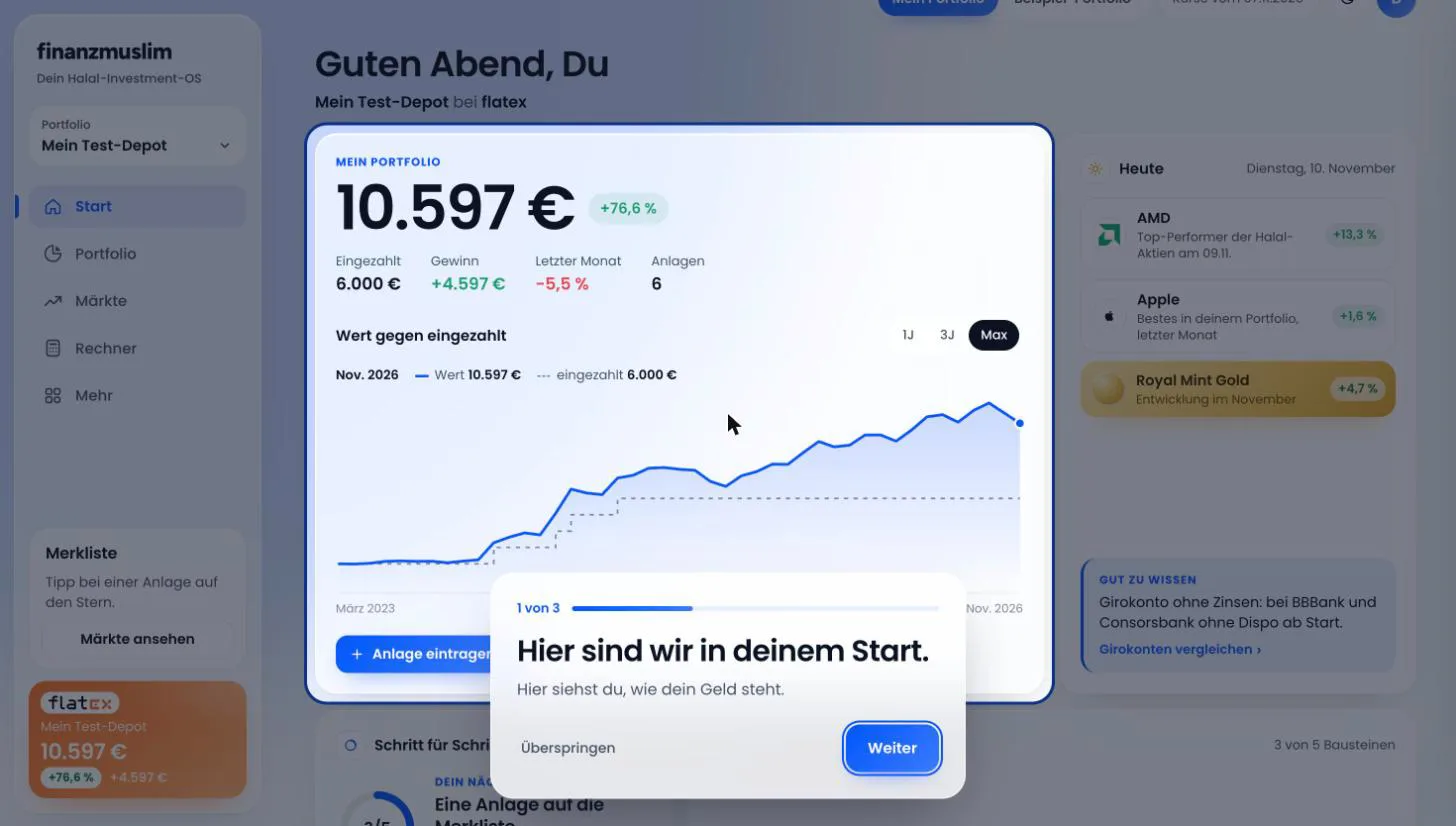 finanzmuslim
Dein Halal-Investment-OS
Portfolio
Mein Test-Depot
Start
Portfolio
Märkte
Rechner
Mehr
Merkliste
Tipp bei einer Anlage auf
den Stern.
Märkte ansehen
flatex
Mein Test-Depot
10.597 €
+76,6 % +4.597 €
Guten Abend, Du
Mein Test-Depot bei flatex
MEIN PORTFOLIO
10.597 € +76,6 %
Eingezahlt Gewinn Letzter Monat Anlagen
6.000 € +4.597 € -5,5 % 6
Wert gegen eingezahlt 1J 3J Max
Nov. 2026 Wert 10.597 € eingezahlt 6.000 €
März 2023 Nov. 2026
+ Anlage eintragen
1 von 3
Hier sind wir in deinem Start.
Hier siehst du, wie dein Geld steht.
Überspringen Weiter
Heute Dienstag, 10. November
AMD
Top-Performer der Halal-
Aktien am 09.11.
+13,3 %
Apple
Bestes in deinem Portfolio,
letzter Monat
+1,6 %
Royal Mint Gold
Entwicklung im November
+4,7 %
GUT ZU WISSEN
Girokonto ohne Zinsen: bei BBBank und
Consorsbank ohne Dispo ab Start.
Girokonten vergleichen ›
Schritt für 3 von 5 Bausteinen
DEIN
Eine Anlage auf die